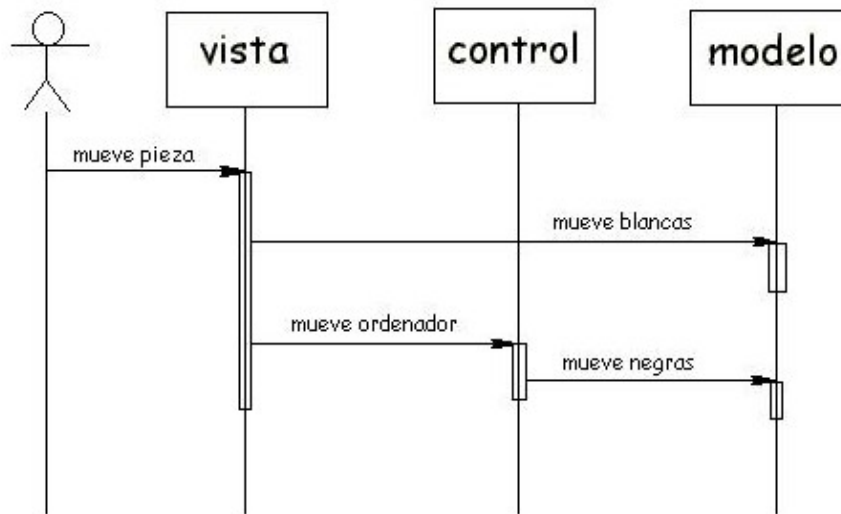 vista
control
modelo
mueve pieza
mueve blancas
mueve ordenador
mueve negras